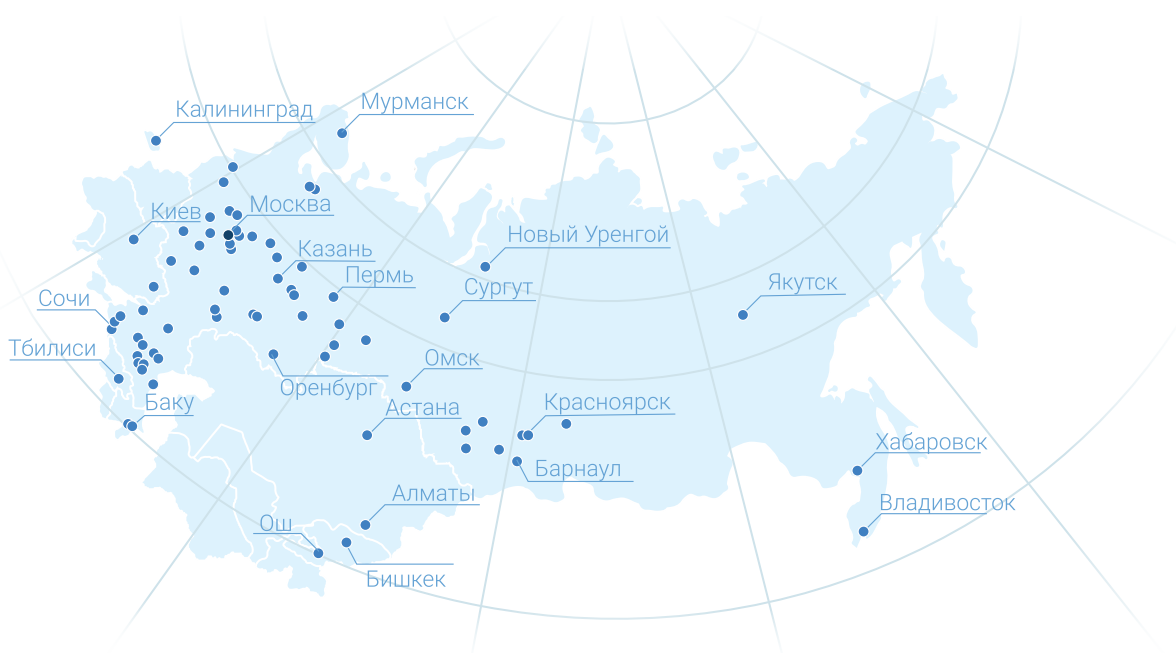 Мурманск
Калининград
Москва
Киев
Новый Уренгой
Казань
Пермь
Якутск
Сургут
Сочи
Тбилиси
Омск
Оренбург
Баку
Астана
Красноярск
Хабаровск
Барнаул
Алматы
Владивосток
Ош
Бишкек